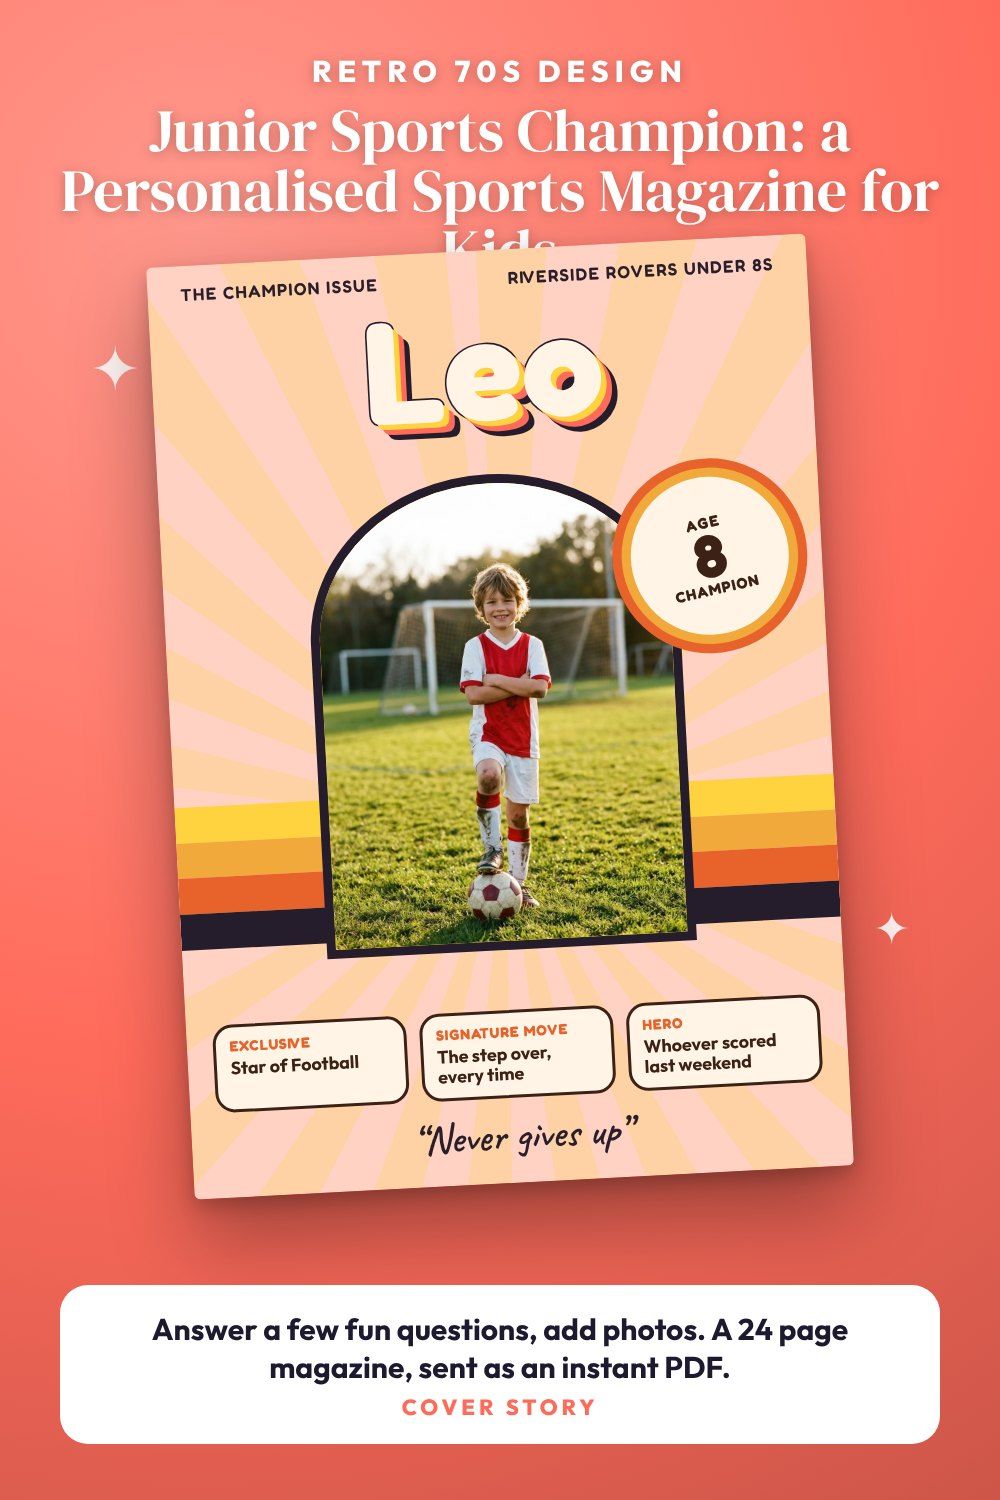 RETRO 70S DESIGN
Junior Sports Champion: a
Personalised Sports Magazine for
Kids
THE CHAMPION ISSUE
RIVERSIDE ROVERS UNDER 8S
Leo
AGE
8
CHAMPION
EXCLUSIVE
Star of Football
SIGNATURE MOVE
The step over,
every time
HERO
Whoever scored
last weekend
“Never gives up”
Answer a few fun questions, add photos. A 24 page
magazine, sent as an instant PDF.
COVER STORY